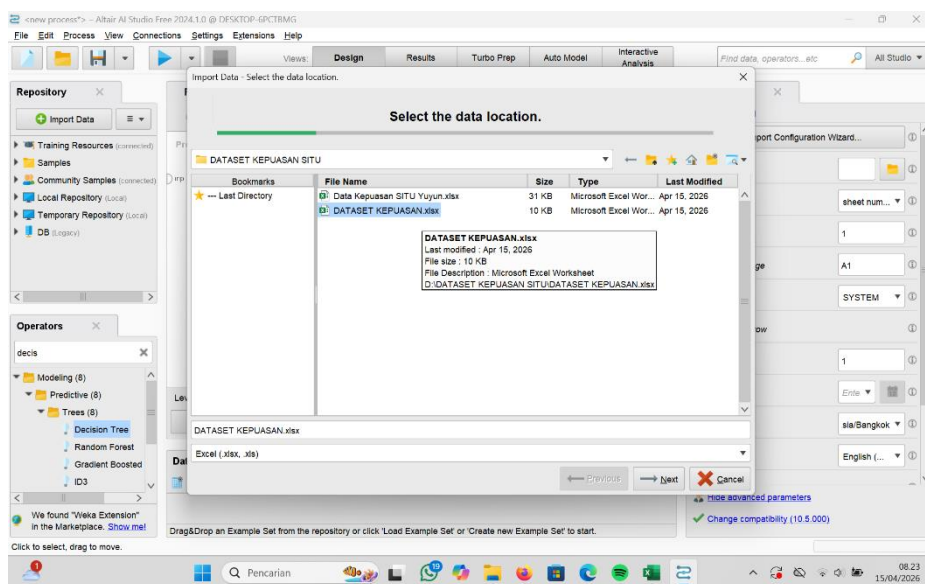 <new process*> – Altair AI Studio Free 2024.1.0 @ DESKTOP-6PCTBMG
File Edit Process View Connections Settings Extensions Help
Views: Design Results Turbo Prep Auto Model Interactive Analysis
Find data, operators...etc
All Studio
Repository
Import Data
Training Resources (connected)
Samples
Community Samples (connected)
Local Repository (Local)
Temporary Repository (Local)
DB (Legacy)
Operators
decis
Modeling (8)
Predictive (8)
Trees (8)
Decision Tree
Random Forest
Gradient Boosted
ID3
We found "Weka Extension"
in the Marketplace. Show me!
Click to select, drag to move.
Import Data - Select the data location.
Select the data location.
DATASET KEPUASAN SITU
Bookmarks
--- Last Directory
File Name Size Type Last Modified
Data Kepuasan SITU Yuyun.xlsx 31 KB Microsoft Excel Wor... Apr 15, 2026
DATASET KEPUASAN.xlsx 10 KB Microsoft Excel Wor... Apr 15, 2026
DATASET KEPUASAN.xlsx
Last modified : Apr 15, 2026
File size : 10 KB
File Description : Microsoft Excel Worksheet
D:\DATASET KEPUASAN SITU\DATASET KEPUASAN.xlsx
DATASET KEPUASAN.xlsx
Excel (.xlsx, .xls)
Previous
Next
Cancel
Drag&Drop an Example Set from the repository or click 'Load Example Set' or 'Create new Example Set' to start.
port Configuration Wizard...
sheet num...
1
ge
A1
SYSTEM
ow
1
Ente
sia/Bangkok
English (...
Hide advanced parameters
Change compatibility (10.5.000)
Pencarian
19
08.23
15/04/2026